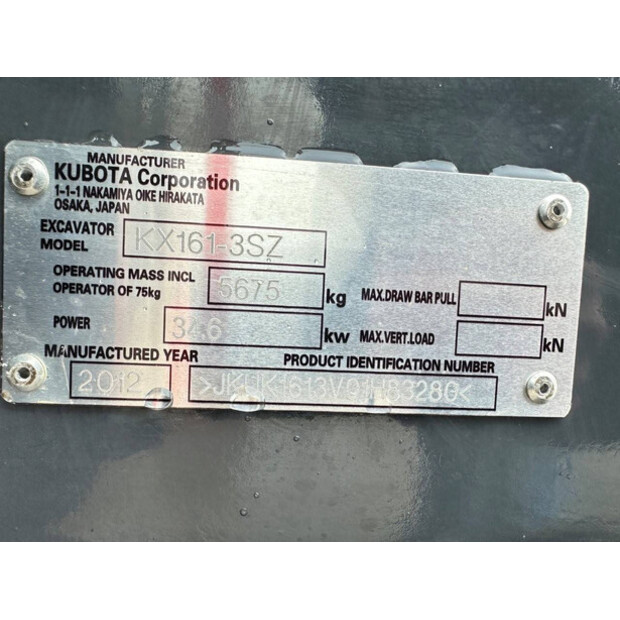 MANUFACTURER
KUBOTA Corporation
1-1-1 NAKAMIYA OIKE HIRAKATA
OSAKA, JAPAN
EXCAVATOR MODEL KX161-3SZ
OPERATING MASS INCL OPERATOR OF 75kg 5675 kg MAX.DRAW BAR PULL kN
POWER 34.6 kw MAX.VERT.LOAD kN
MANUFACTURED YEAR PRODUCT IDENTIFICATION NUMBER
2012